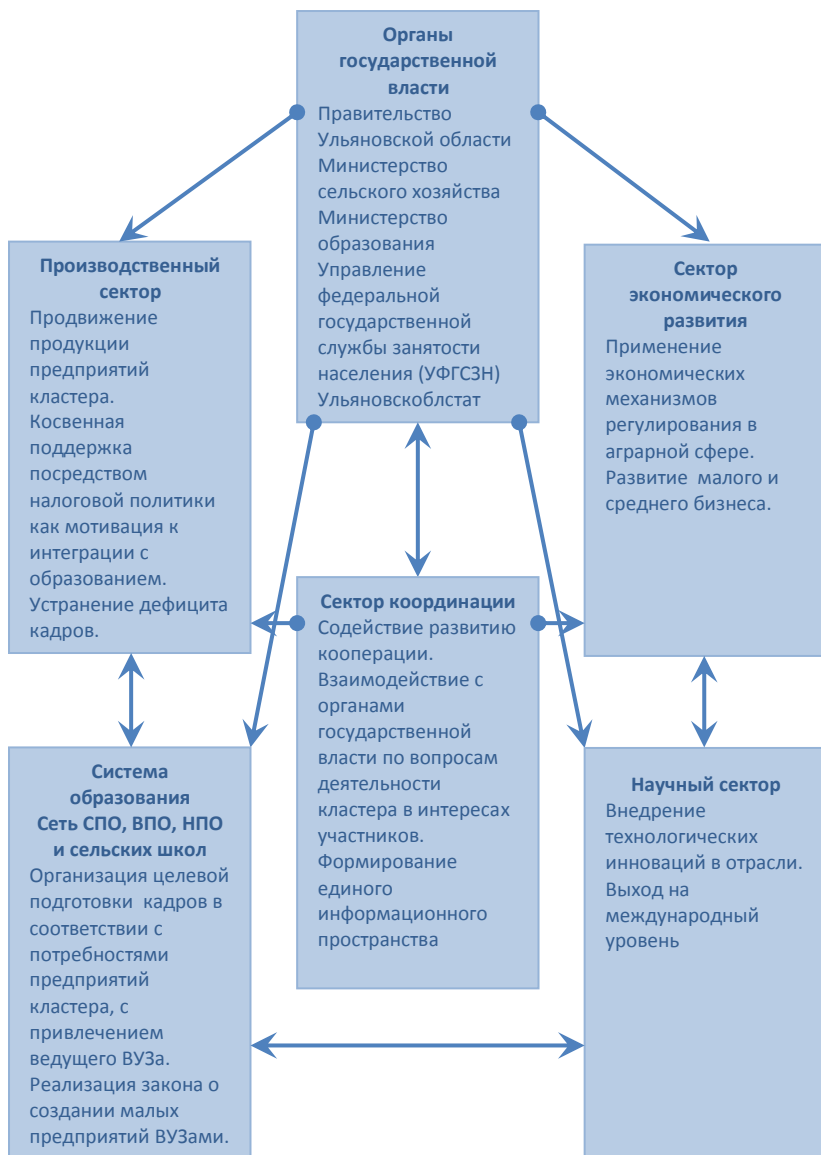 Органы
государственной
власти
Правительство
Ульяновской области
Министерство
сельского хозяйства
Министерство
образования
Управление
федеральной
государственной
службы занятости
населения (УФГСЗН)
Ульяновскоблстат
Производственный
сектор
Продвижение
продукции
предприятий
кластера.
Косвенная
поддержка
посредством
налоговой политики
как мотивация к
интеграции с
образованием.
Устранение дефицита
кадров.
Сектор
экономического
развития
Применение
экономических
механизмов
регулирования в
аграрной сфере.
Развитие малого и
среднего бизнеса.
Сектор координации
Содействие развитию
кооперации.
Взаимодействие с
органами
государственной
власти по вопросам
деятельности
кластера в интересах
участников.
Формирование
единого
информационного
пространства
Система
образования
Сеть СПО, ВПО, НПО
и сельских школ
Организация целевой
подготовки кадров в
соответствии с
потребностями
предприятий
кластера, с
привлечением
ведущего ВУЗа.
Реализация закона о
создании малых
предприятий ВУЗами.
Научный сектор
Внедрение
технологических
инноваций в отрасли.
Выход на
международный
уровень